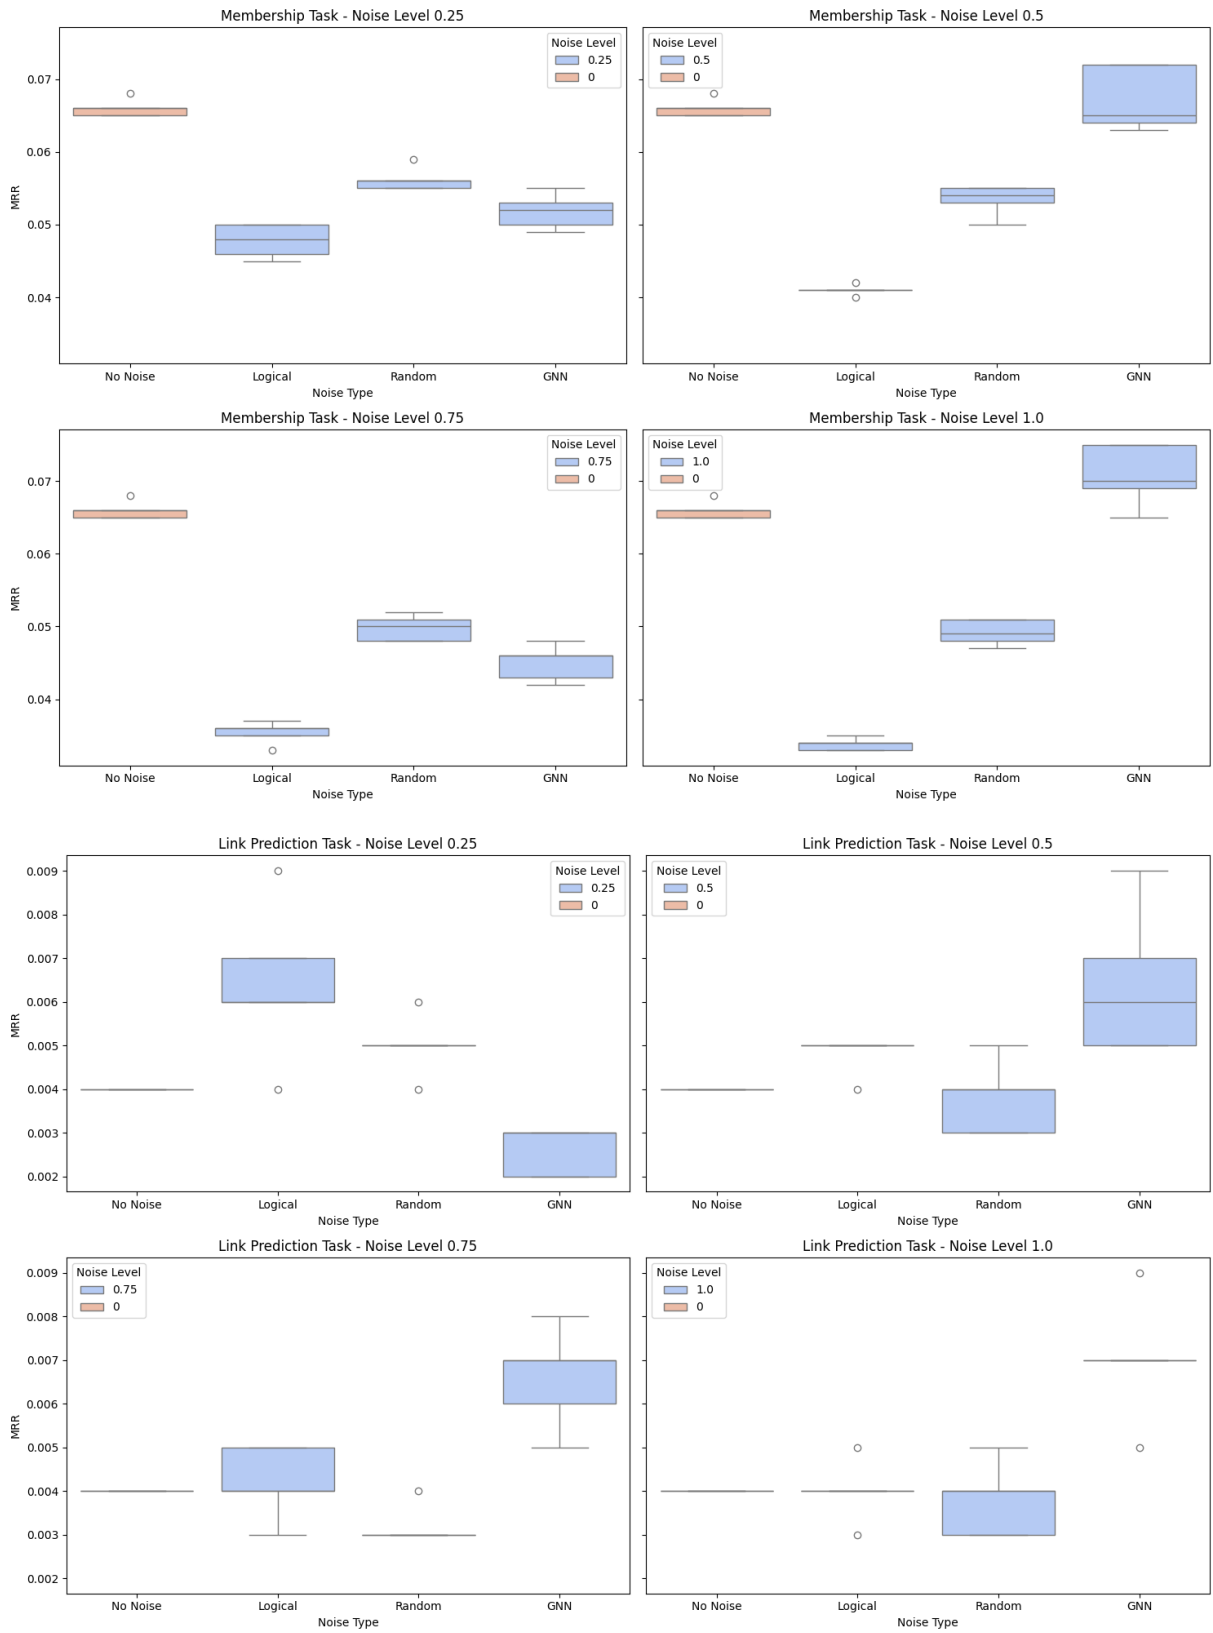 Membership Task - Noise Level 0.25
MRR
0.07
0.06
0.05
0.04
Noise Level
0.25
0
No Noise
Logical
Random
GNN
Noise Type
Membership Task - Noise Level 0.5
Noise Level
0.5
0
No Noise
Logical
Random
GNN
Noise Type
Membership Task - Noise Level 0.75
MRR
0.07
0.06
0.05
0.04
Noise Level
0.75
0
No Noise
Logical
Random
GNN
Noise Type
Membership Task - Noise Level 1.0
Noise Level
1.0
0
No Noise
Logical
Random
GNN
Noise Type
Link Prediction Task - Noise Level 0.25
MRR
0.009
0.008
0.007
0.006
0.005
0.004
0.003
0.002
Noise Level
0.25
0
No Noise
Logical
Random
GNN
Noise Type
Link Prediction Task - Noise Level 0.5
Noise Level
0.5
0
No Noise
Logical
Random
GNN
Noise Type
Link Prediction Task - Noise Level 0.75
MRR
0.009
0.008
0.007
0.006
0.005
0.004
0.003
0.002
Noise Level
0.75
0
No Noise
Logical
Random
GNN
Noise Type
Link Prediction Task - Noise Level 1.0
Noise Level
1.0
0
No Noise
Logical
Random
GNN
Noise Type